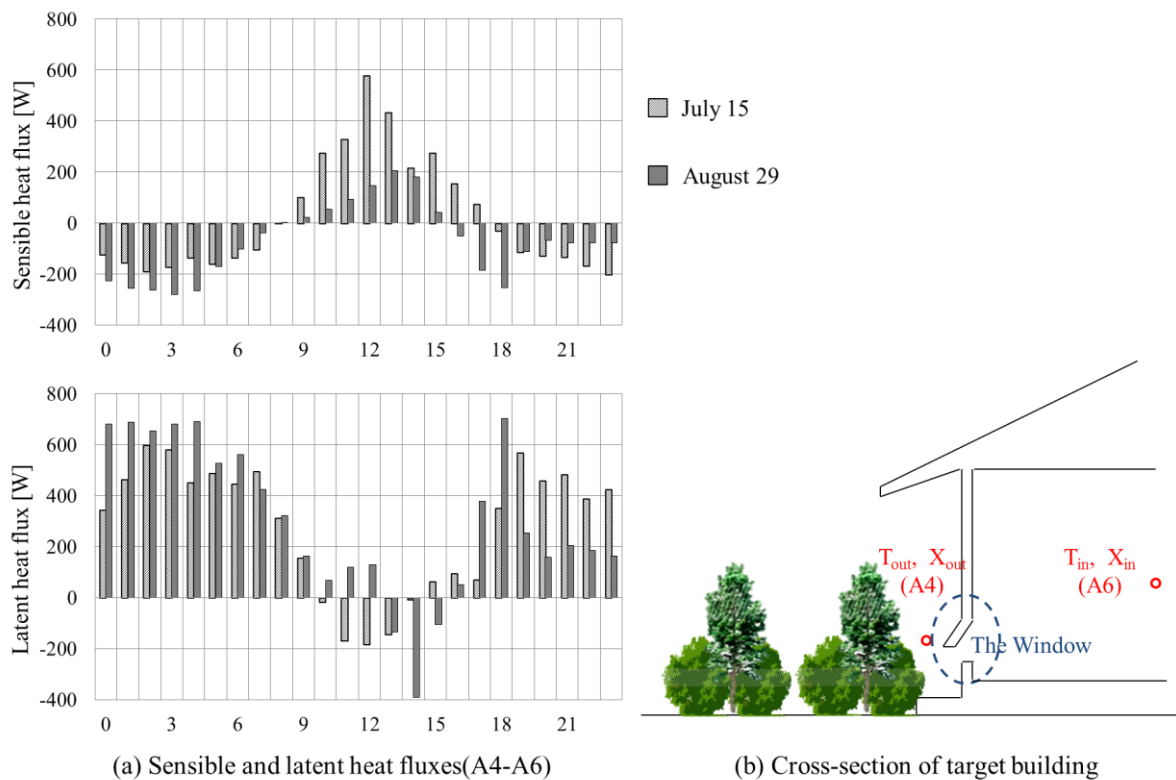 800
600
400
200
0
-200
-400
Sensible heat flux [W]
0 3 6 9 12 15 18 21
July 15
August 29
800
600
400
200
0
-200
-400
Latent heat flux [W]
0 3 6 9 12 15 18 21
(a) Sensible and latent heat fluxes(A4-A6)
Tout, Xout
(A4)
Tin, Xin
(A6)
The Window
(b) Cross-section of target building